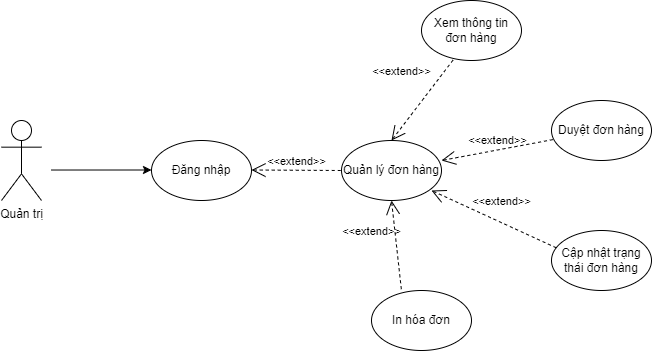 Xem thông tin
đơn hàng
<<extend>>
Duyệt đơn hàng
<<extend>>
Đăng nhập
<<extend>>
Quản lý đơn hàng
<<extend>>
Quản trị
<<extend>>
Cập nhật trạng
thái đơn hàng
In hóa đơn